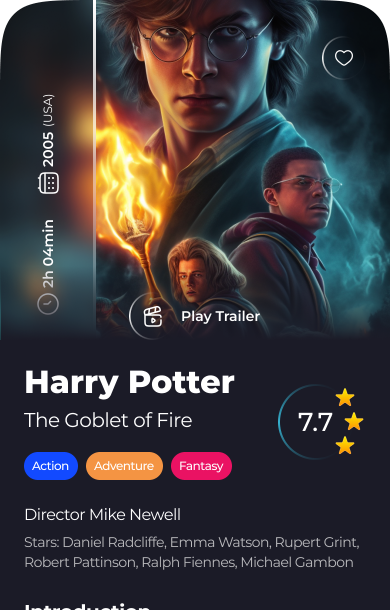 2005 (USA)
2h 04min
Play Trailer
Harry Potter
The Goblet of Fire
7.7
Action
Adventure
Fantasy
Director Mike Newell
Stars: Daniel Radcliffe, Emma Watson, Rupert Grint,
Robert Pattinson, Ralph Fiennes, Michael Gambon
Introduction